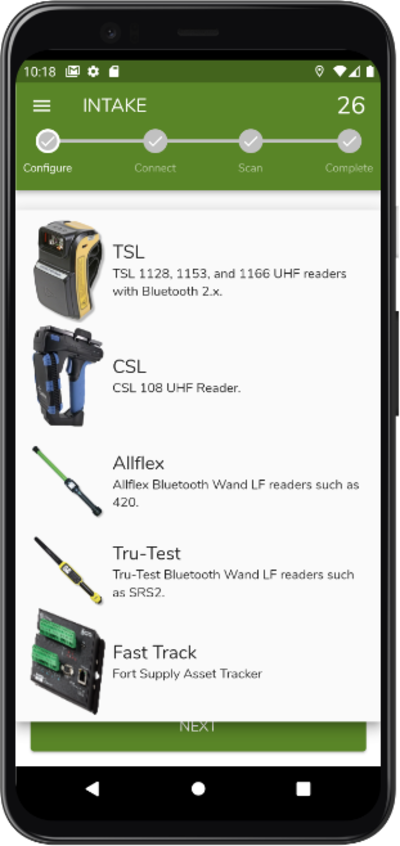 10:18
INTAKE
26
Configure
Connect
Scan
Complete
TSL
TSL 1128, 1153, and 1166 UHF readers
with Bluetooth 2.x.
CSL
CSL 108 UHF Reader.
Allflex
Allflex Bluetooth Wand LF readers such as
420.
Tru-Test
Tru-Test Bluetooth Wand LF readers such
as SRS2.
Fast Track
Fort Supply Asset Tracker
NEXT